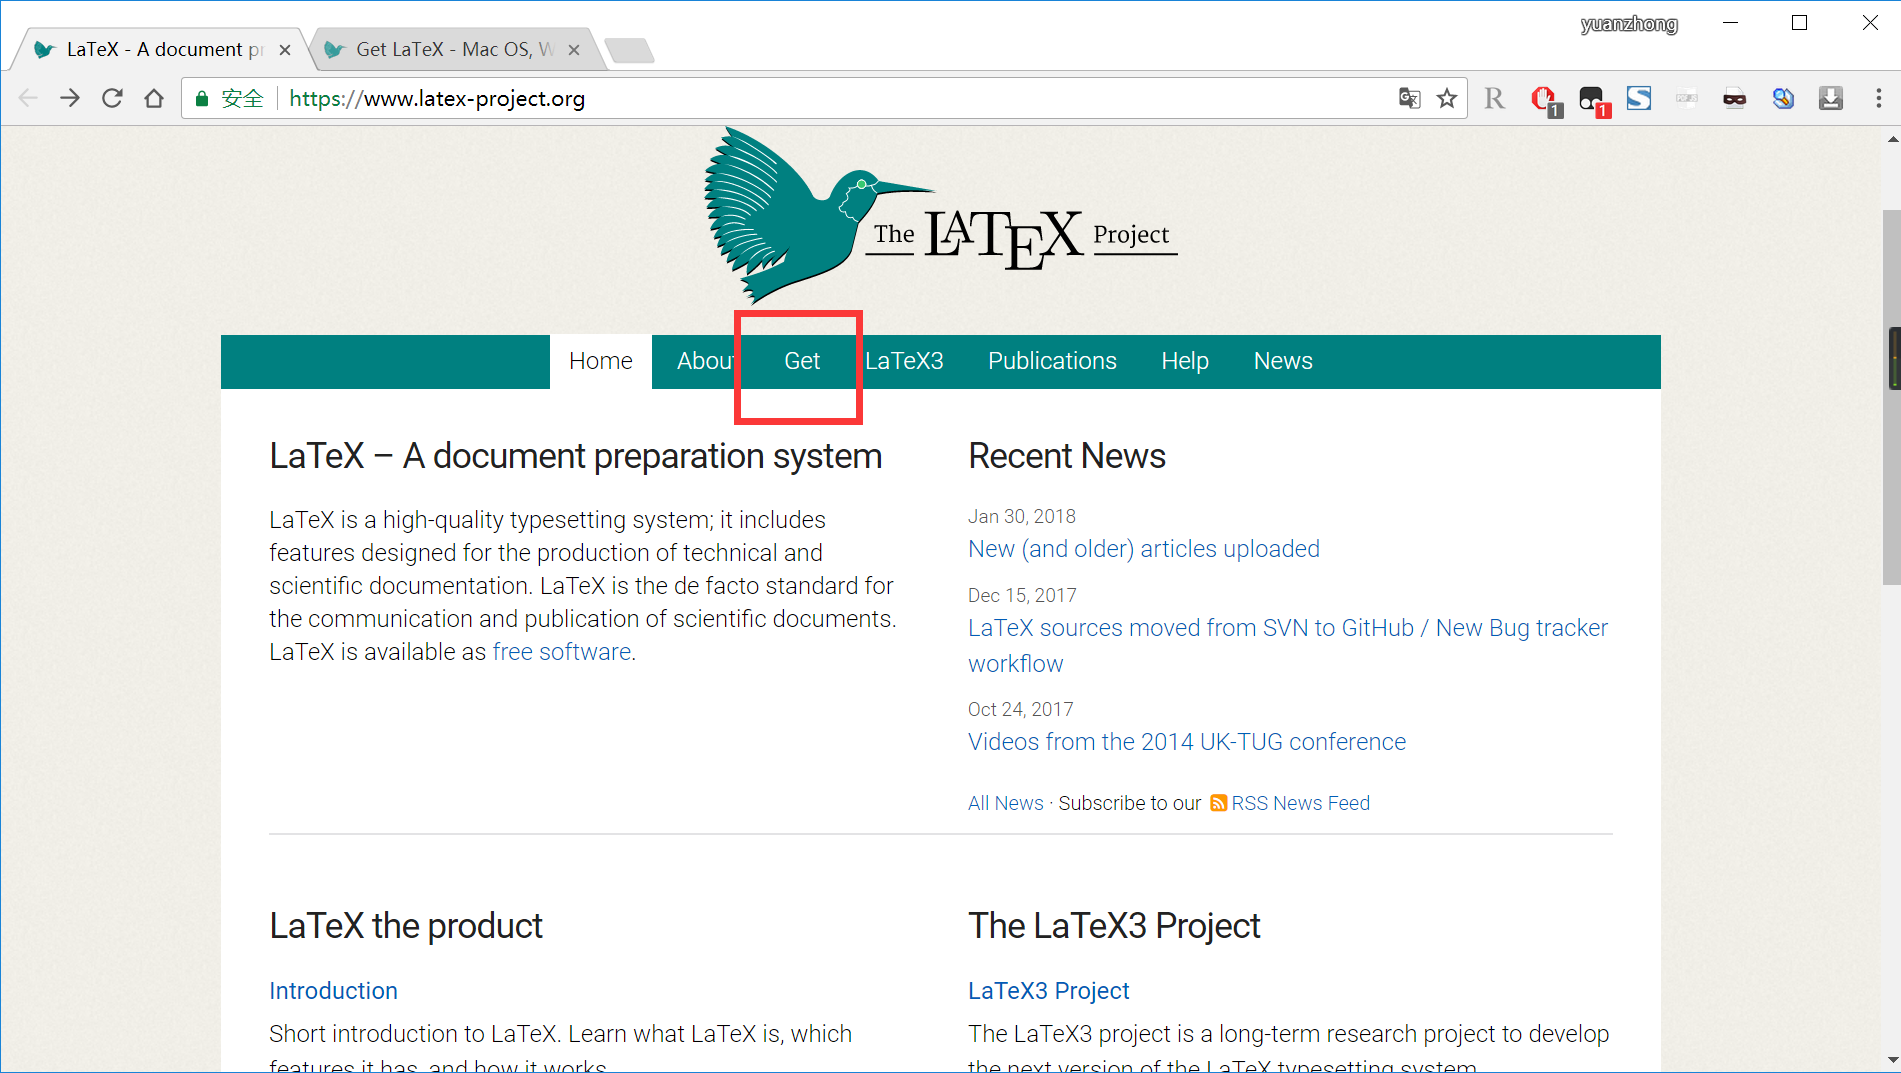 yuanzhong
LaTeX - A document pr
Get LaTeX - Mac OS, W
安全
https://www.latex-project.org
R
1
1
S
The LATEX Project
Home
About
Get
LaTeX3
Publications
Help
News
LaTeX – A document preparation system
LaTeX is a high-quality typesetting system; it includes
features designed for the production of technical and
scientific documentation. LaTeX is the de facto standard for
the communication and publication of scientific documents.
LaTeX is available as free software.
Recent News
Jan 30, 2018
New (and older) articles uploaded
Dec 15, 2017
LaTeX sources moved from SVN to GitHub / New Bug tracker
workflow
Oct 24, 2017
Videos from the 2014 UK-TUG conference
All News · Subscribe to our RSS News Feed
LaTeX the product
Introduction
Short introduction to LaTeX. Learn what LaTeX is, which
features it has, and how it works.
The LaTeX3 Project
LaTeX3 Project
The LaTeX3 project is a long-term research project to develop
the next version of the LaTeX typesetting system.